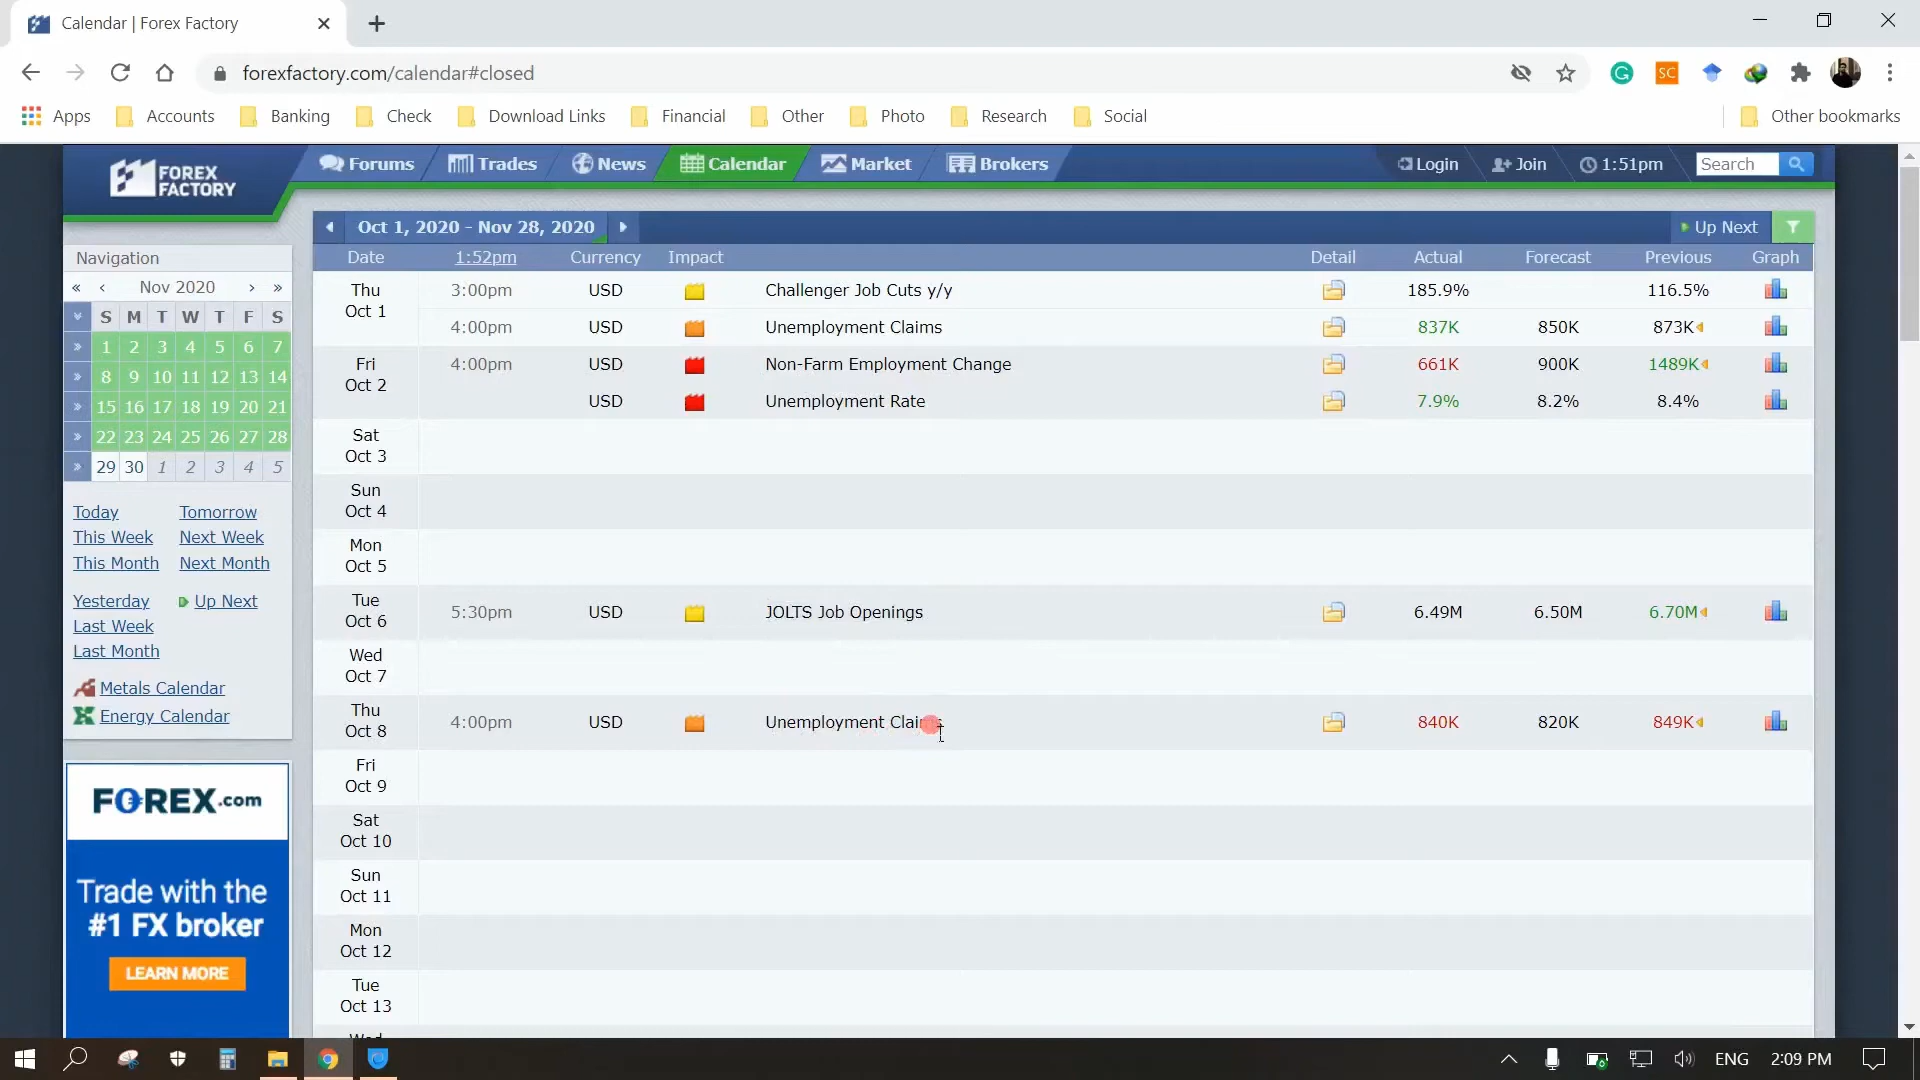 Calendar | Forex Factory
forexfactory.com/calendar#closed
SC
Apps Accounts Banking Check Download Links Financial Other Photo Research Social Other bookmarks
FOREX FACTORY
Forums Trades News Calendar Market Brokers Login Join 1:51pm Search
Oct 1, 2020 - Nov 28, 2020 Up Next
Date 1:52pm Currency Impact Detail Actual Forecast Previous Graph
Thu Oct 1 3:00pm USD Challenger Job Cuts y/y 185.9% 116.5%
4:00pm USD Unemployment Claims 837K 850K 873K
Fri Oct 2 4:00pm USD Non-Farm Employment Change 661K 900K 1489K
USD Unemployment Rate 7.9% 8.2% 8.4%
Sat Oct 3
Sun Oct 4
Mon Oct 5
Tue Oct 6 5:30pm USD JOLTS Job Openings 6.49M 6.50M 6.70M
Wed Oct 7
Thu Oct 8 4:00pm USD Unemployment Claims 840K 820K 849K
Fri Oct 9
Sat Oct 10
Sun Oct 11
Mon Oct 12
Tue Oct 13
Navigation
« ‹ Nov 2020 › »
S M T W T F S
» 1 2 3 4 5 6 7
» 8 9 10 11 12 13 14
» 15 16 17 18 19 20 21
» 22 23 24 25 26 27 28
» 29 30 1 2 3 4 5
Today Tomorrow
This Week Next Week
This Month Next Month
Yesterday Up Next
Last Week
Last Month
Metals Calendar
Energy Calendar
FOREX.com
Trade with the
#1 FX broker
LEARN MORE
ENG 2:09 PM